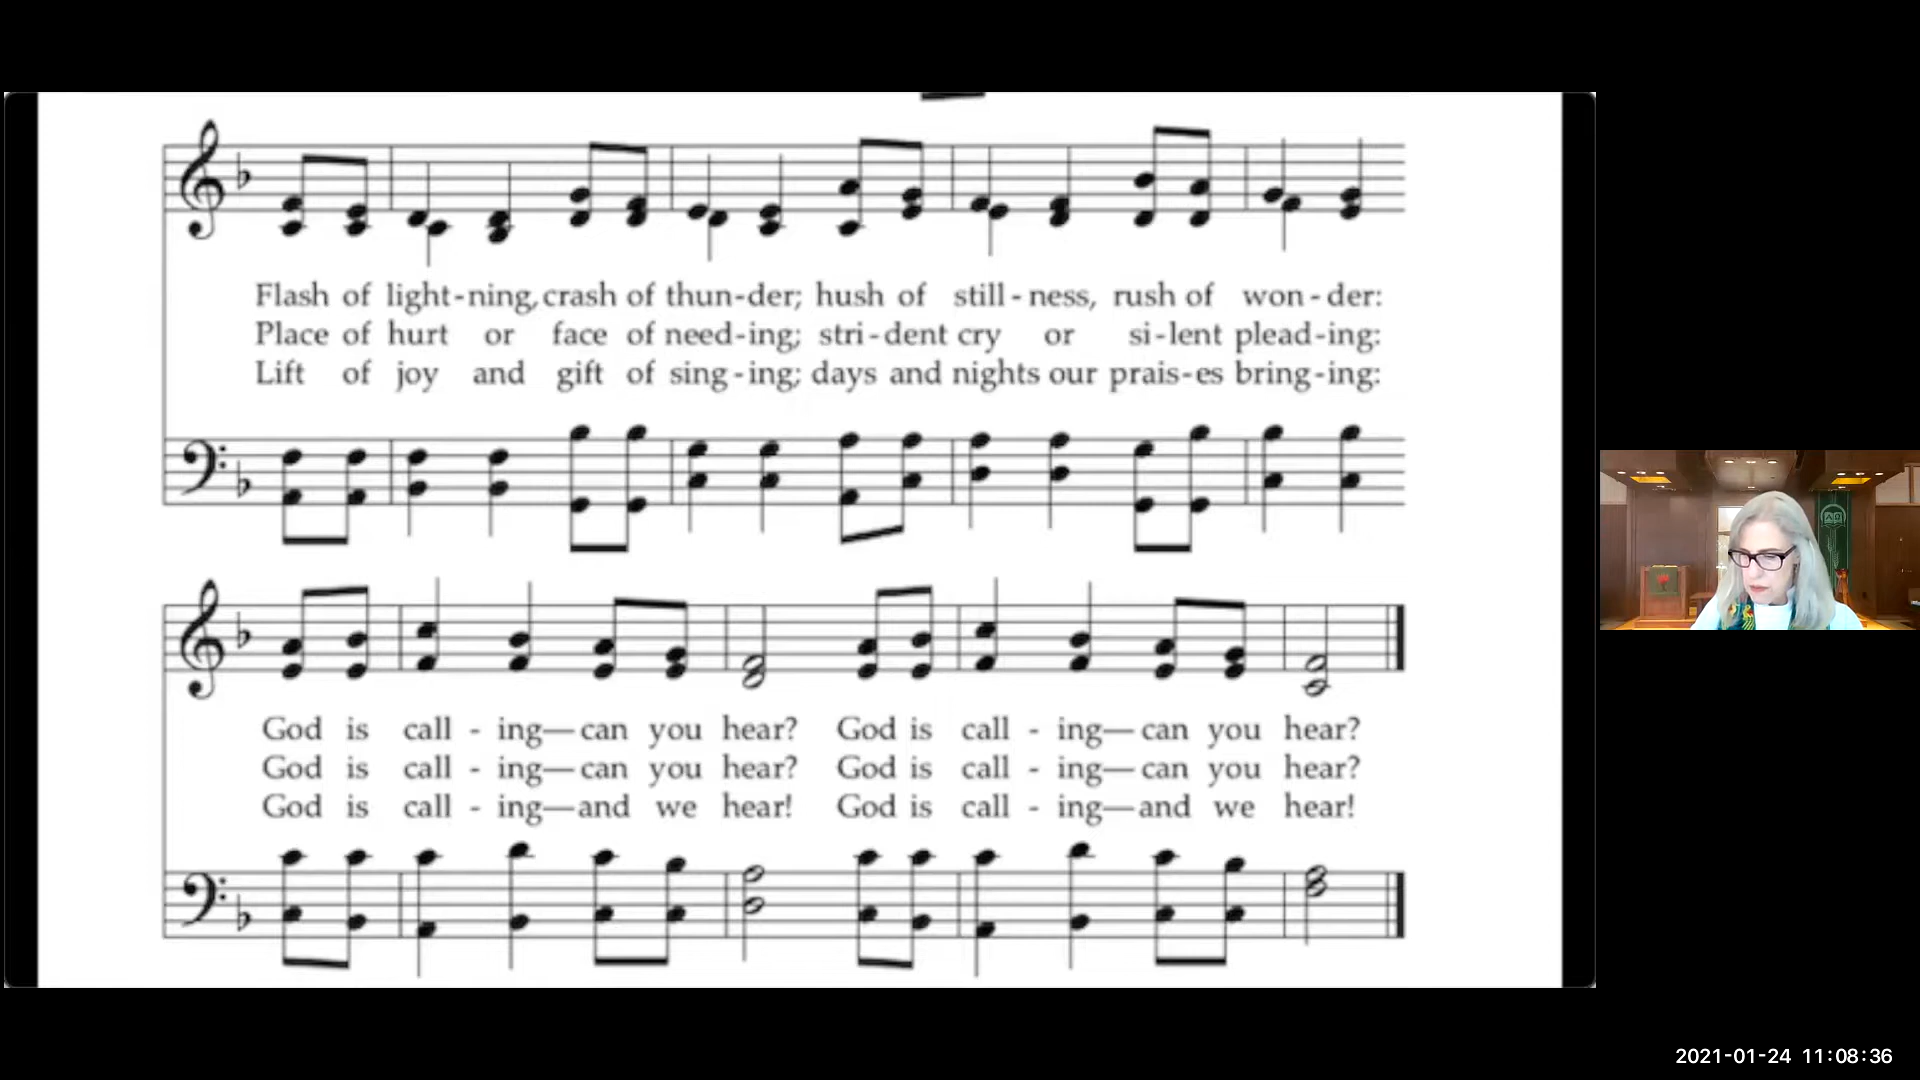 Flash of light-ning, crash of thun-der; hush of still-ness, rush of won-der:
Place of hurt or face of need-ing; stri-dent cry or si-lent plead-ing:
Lift of joy and gift of sing-ing; days and nights our prais-es bring-ing:
God is call-ing—can you hear? God is call-ing—can you hear?
God is call-ing—can you hear? God is call-ing—can you hear?
God is call-ing—and we hear! God is call-ing—and we hear!
2021-01-24 11:08:36